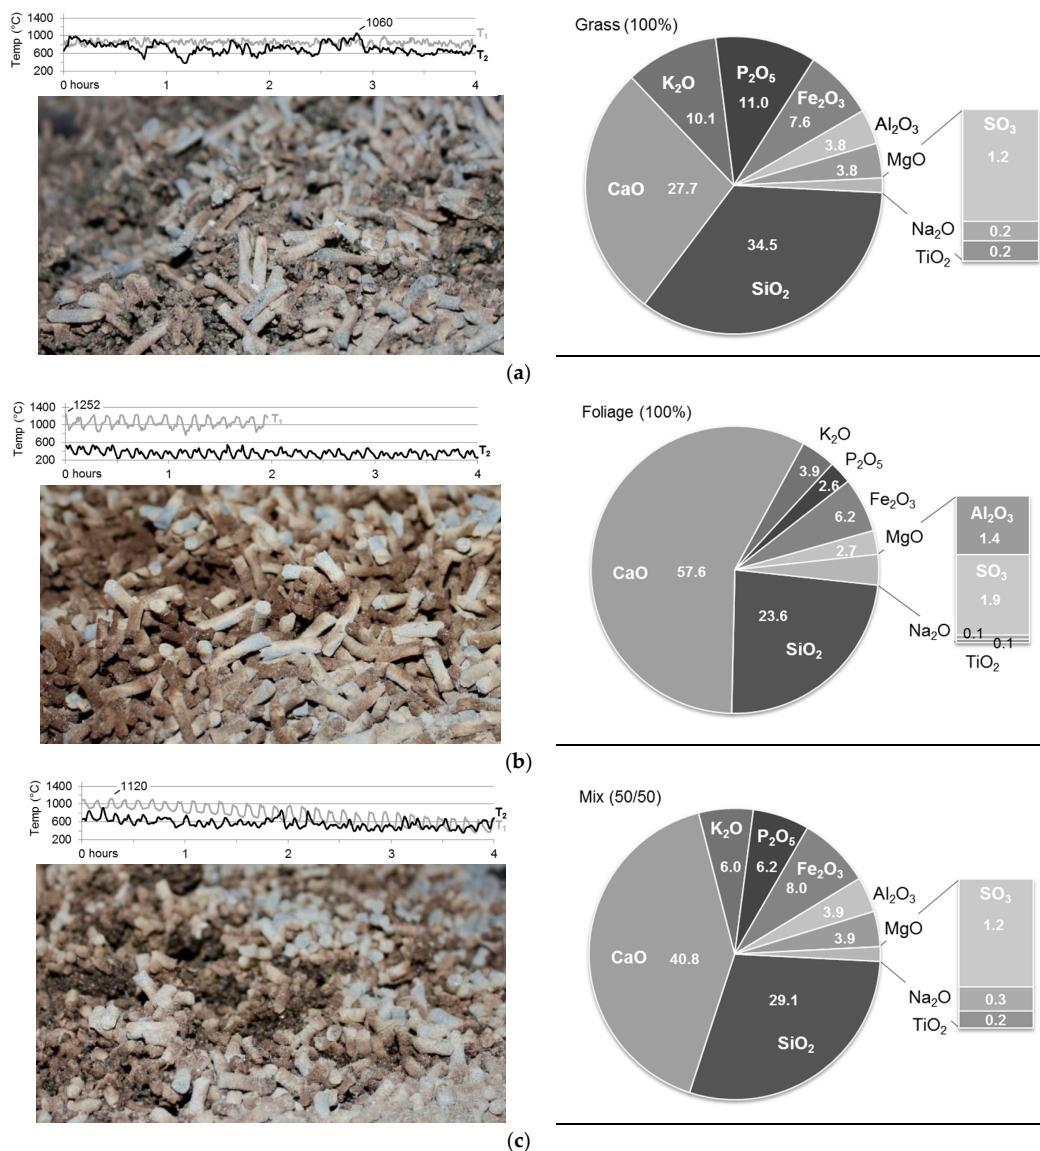 1400
1000
600
200
Temp (°C)
1060
T1
T2
0 hours
1
2
3
4
Grass (100%)
K2O
10.1
P2O5
11.0
Fe2O3
7.6
Al2O3
3.8
MgO
3.8
CaO
27.7
34.5
SiO2
SO3
1.2
Na2O
0.2
TiO2
0.2
(a)
1400
1000
600
200
Temp (°C)
1252
T1
T2
0 hours
1
2
3
4
Foliage (100%)
K2O
3.9
P2O5
2.6
Fe2O3
6.2
MgO
2.7
CaO
57.6
23.6
SiO2
Al2O3
1.4
SO3
1.9
Na2O
0.1
0.1
TiO2
(b)
1400
1000
600
200
Temp (°C)
1120
T2
T1
0 hours
1
2
3
4
Mix (50/50)
K2O
6.0
P2O5
6.2
Fe2O3
8.0
Al2O3
3.9
MgO
3.9
CaO
40.8
29.1
SiO2
SO3
1.2
Na2O
0.3
TiO2
0.2
(c)